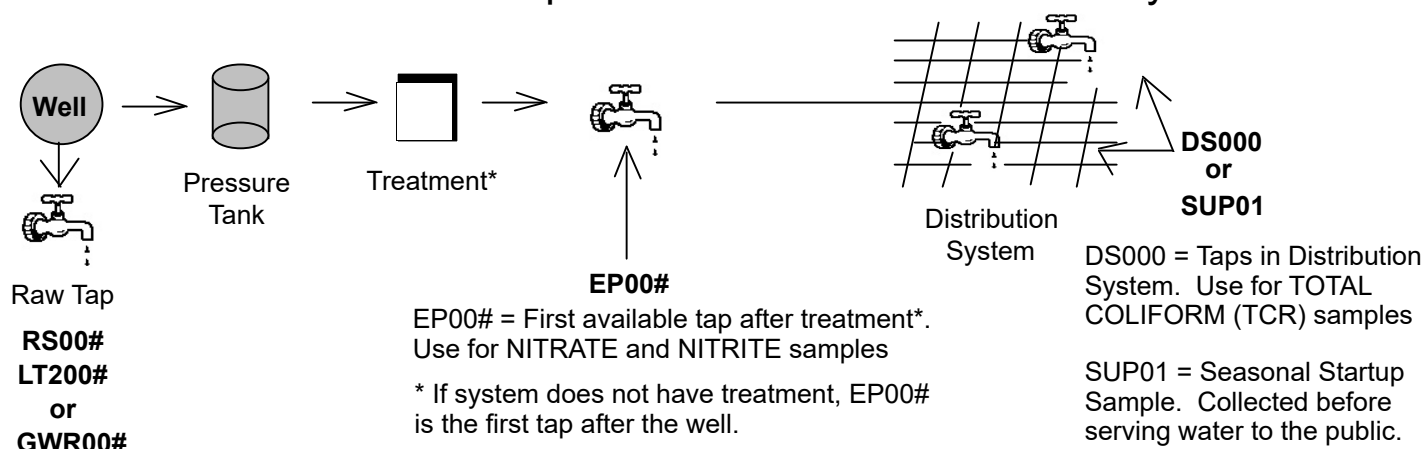 Well
Pressure
Tank
Treatment*
Raw Tap
RS00#
LT200#
or
GWR00#
EP00#
EP00# = First available tap after treatment*.
Use for NITRATE and NITRITE samples
* If system does not have treatment, EP00#
is the first tap after the well.
Distribution
System
DS000
or
SUP01
DS000 = Taps in Distribution
System. Use for TOTAL
COLIFORM (TCR) samples
SUP01 = Seasonal Startup
Sample. Collected before
serving water to the public.